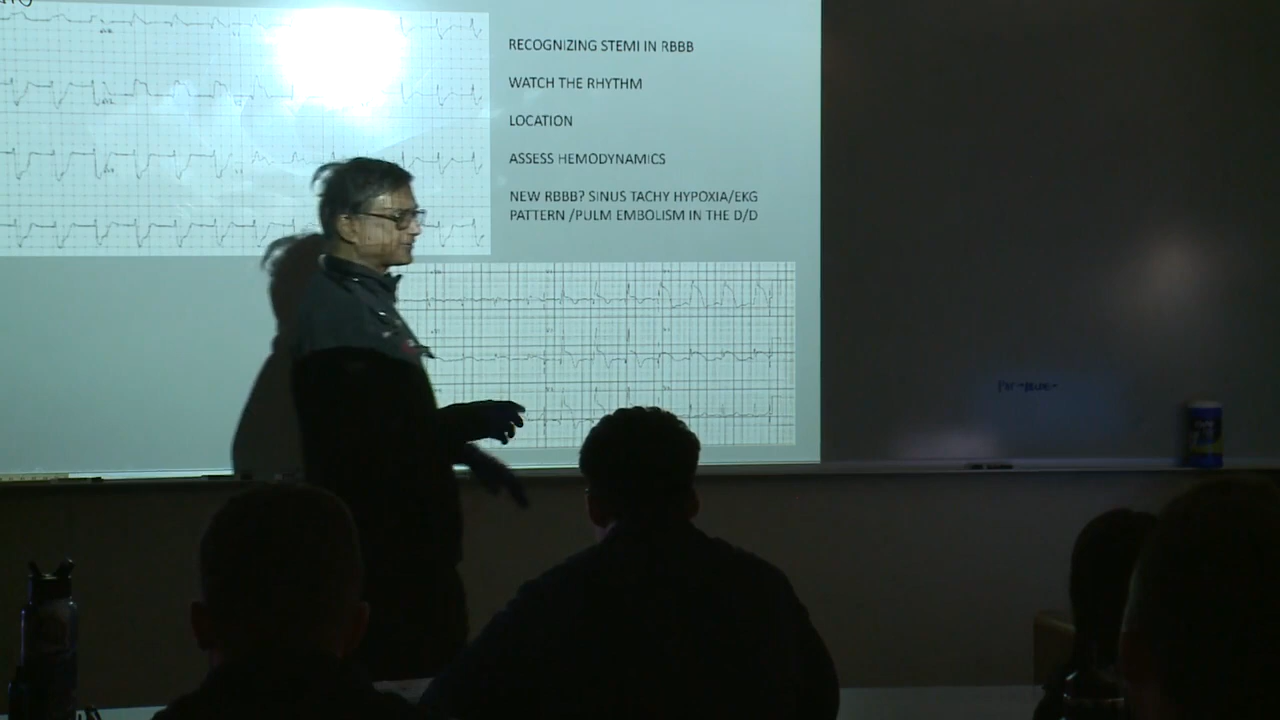 RECOGNIZING STEMI IN RBBB
WATCH THE RHYTHM
LOCATION
ASSESS HEMODYNAMICS
NEW RBBB? SINUS TACHY HYPOXIA/EKG
PATTERN /PULM EMBOLISM IN THE D/D